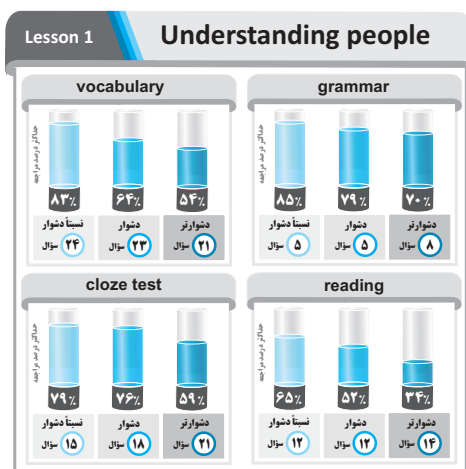 Lesson 1
Understanding people
vocabulary
حداکثر درصد مراجعه
۸۳٪ ۶۴٪ ۵۴٪
نسبتاً دشوار دشوار دشوارتر
۲۴ سؤال ۲۳ سؤال ۲۱ سؤال
grammar
حداکثر درصد مراجعه
۸۵٪ ۷۹٪ ۷۰٪
نسبتاً دشوار دشوار دشوارتر
۵ سؤال ۵ سؤال ۸ سؤال
cloze test
حداکثر درصد مراجعه
۷۹٪ ۷۶٪ ۵۹٪
نسبتاً دشوار دشوار دشوارتر
۱۵ سؤال ۱۸ سؤال ۲۱ سؤال
reading
حداکثر درصد مراجعه
۶۵٪ ۵۲٪ ۳۴٪
نسبتاً دشوار دشوار دشوارتر
۱۲ سؤال ۱۲ سؤال ۱۴ سؤال